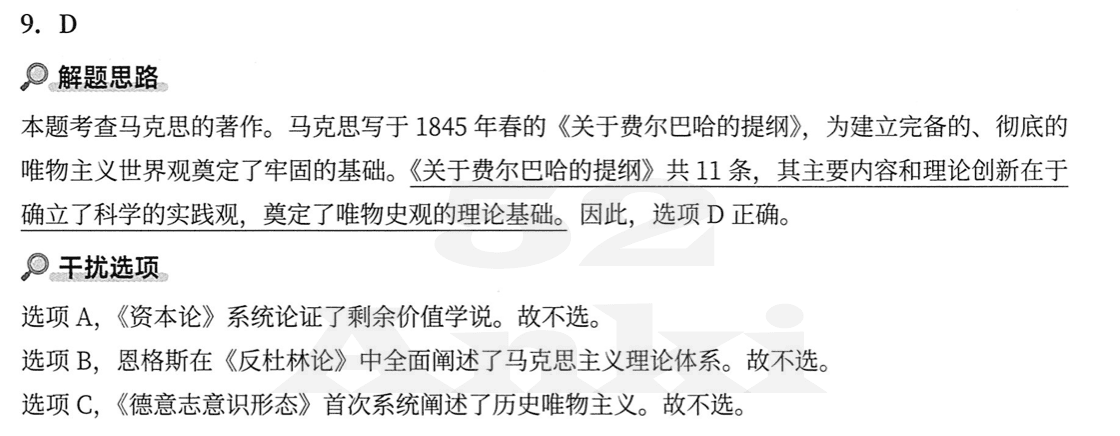 9. D
解题思路
本题考查马克思的著作。马克思写于 1845 年春的《关于费尔巴哈的提纲》，为建立完备的、彻底的
唯物主义世界观奠定了牢固的基础。《关于费尔巴哈的提纲》共 11 条，其主要内容和理论创新在于
确立了科学的实践观，奠定了唯物史观的理论基础。因此，选项 D 正确。
干扰选项
选项 A，《资本论》系统论证了剩余价值学说。故不选。
选项 B，恩格斯在《反杜林论》中全面阐述了马克思主义理论体系。故不选。
选项 C，《德意志意识形态》首次系统阐述了历史唯物主义。故不选。
52
Anki